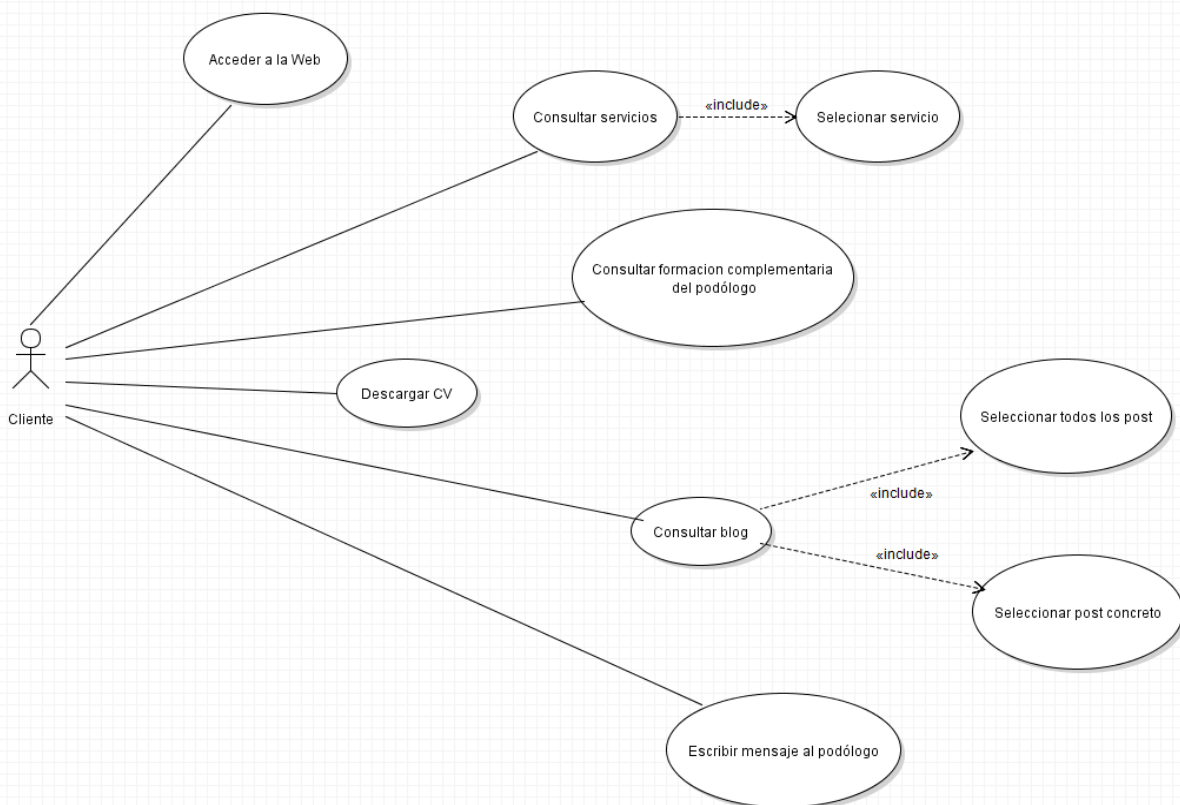 Acceder a la Web
Consultar servicios
«include»
Selecionar servicio
Consultar formacion complementaria
del podólogo
Cliente
Descargar CV
Seleccionar todos los post
«include»
Consultar blog
«include»
Seleccionar post concreto
Escribir mensaje al podólogo